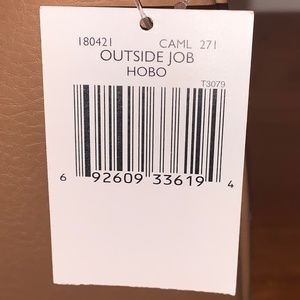 180421 CAML 271
OUTSIDE JOB
HOBO
T3079
6 92609 33619 4